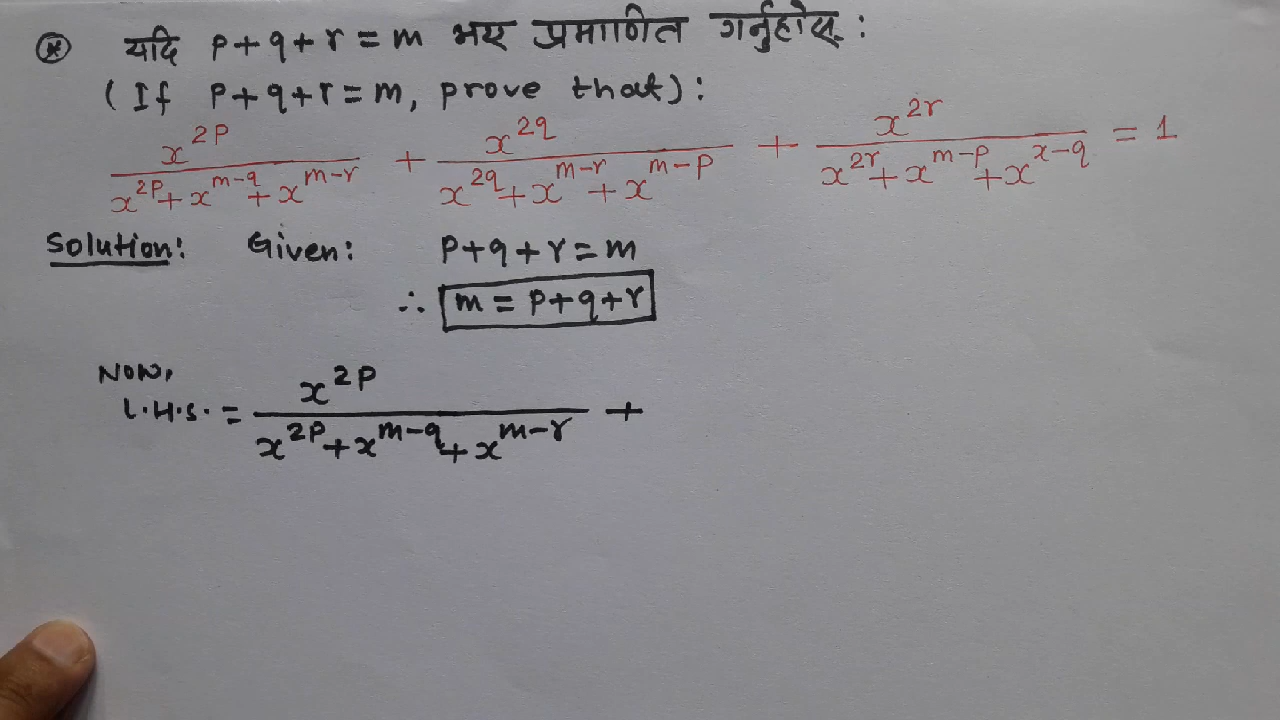 ⊛ यदि p+q+r=m भए प्रमाणित गर्नुहोस् :
(If p+q+r=m, prove that):
x^{2p}/(x^{2p}+x^{m-q}+x^{m-r}) + x^{2q}/(x^{2q}+x^{m-r}+x^{m-p}) + x^{2r}/(x^{2r}+x^{m-p}+x^{x-q}) = 1
Solution: Given: p+q+r=m
∴ m = p+q+r
Now,
L.H.S. = x^{2p}/(x^{2p}+x^{m-q}+x^{m-r}) +